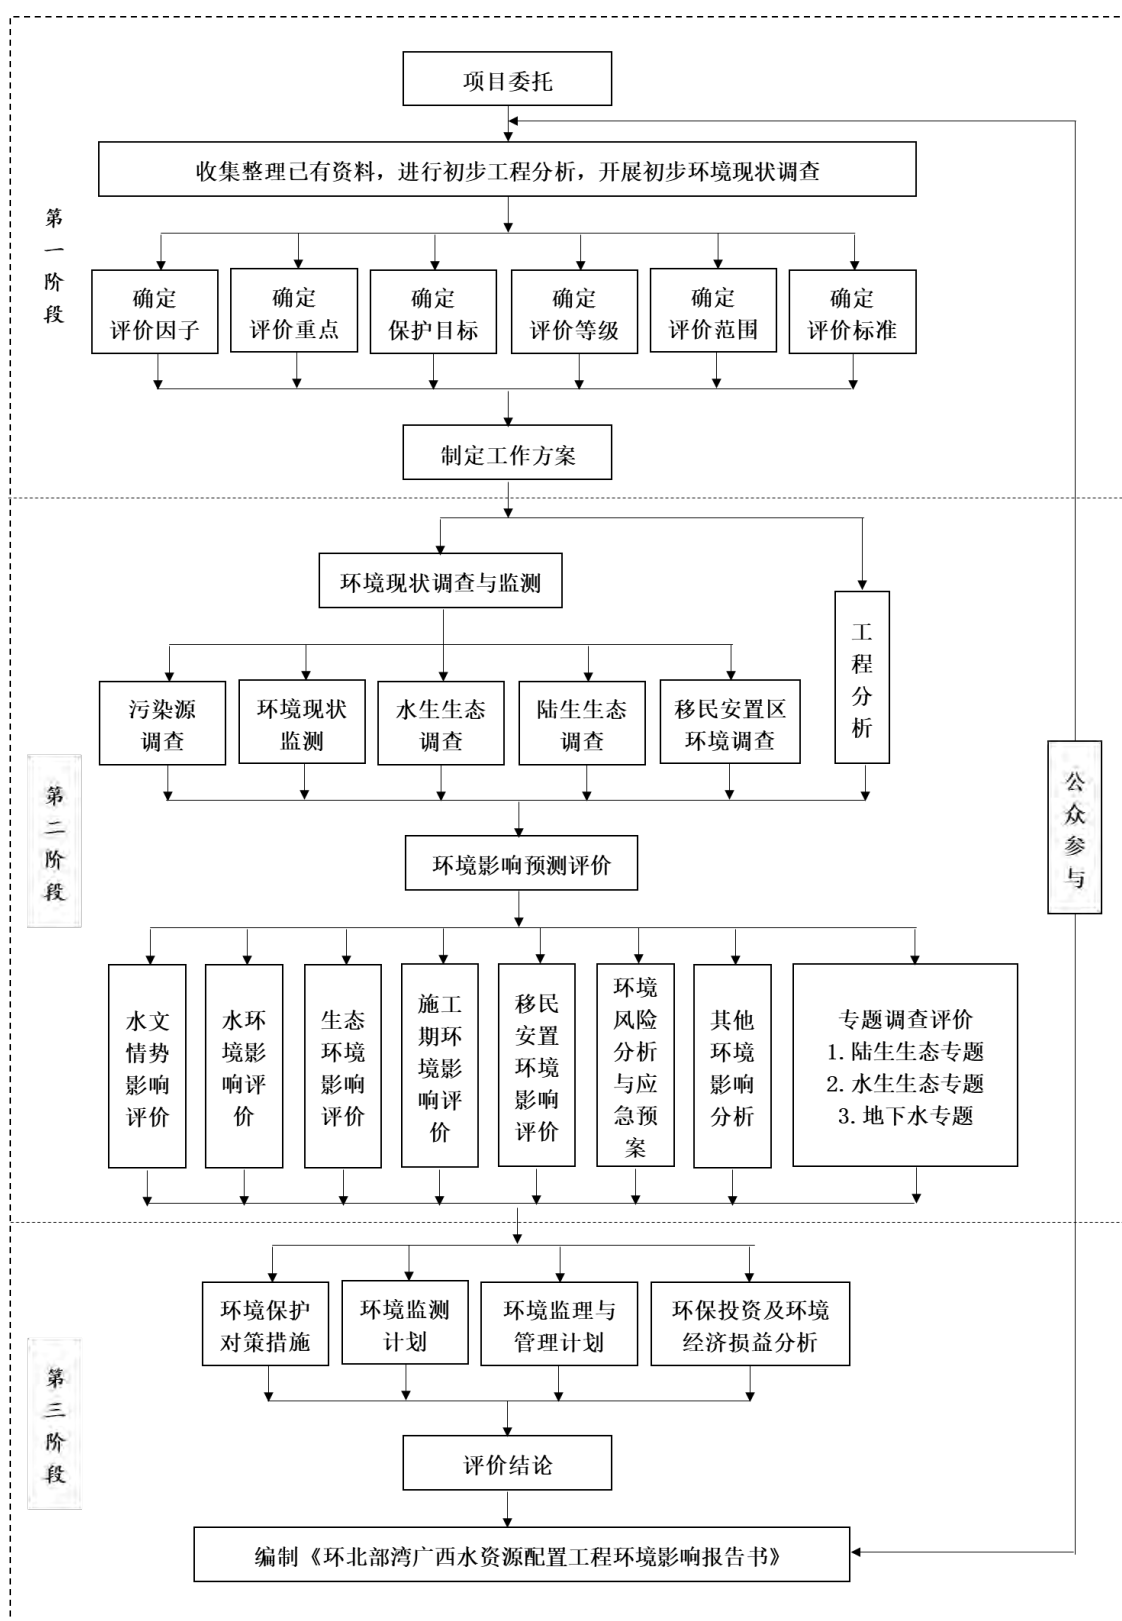 项目委托
收集整理已有资料，进行初步工程分析，开展初步环境现状调查
第
一
阶
段
确定
评价因子
确定
评价重点
确定
保护目标
确定
评价等级
确定
评价范围
确定
评价标准
制定工作方案
环境现状调查与监测
工
程
分
析
污染源
调查
环境现状
监测
水生生态
调查
陆生生态
调查
移民安置区
环境调查
第
二
阶
段
公
众
参
与
环境影响预测评价
水文
情势
影响
评价
水环
境影
响评
价
生态
环境
影响
评价
施工
期环
境影
响评
价
移民
安置
环境
影响
评价
环境
风险
分析
与应
急预
案
其他
环境
影响
分析
专题调查评价
1. 陆生生态专题
2. 水生生态专题
3. 地下水专题
第
三
阶
段
环境保护
对策措施
环境监测
计划
环境监理与
管理计划
环保投资及环境
经济损益分析
评价结论
编制《环北部湾广西水资源配置工程环境影响报告书》